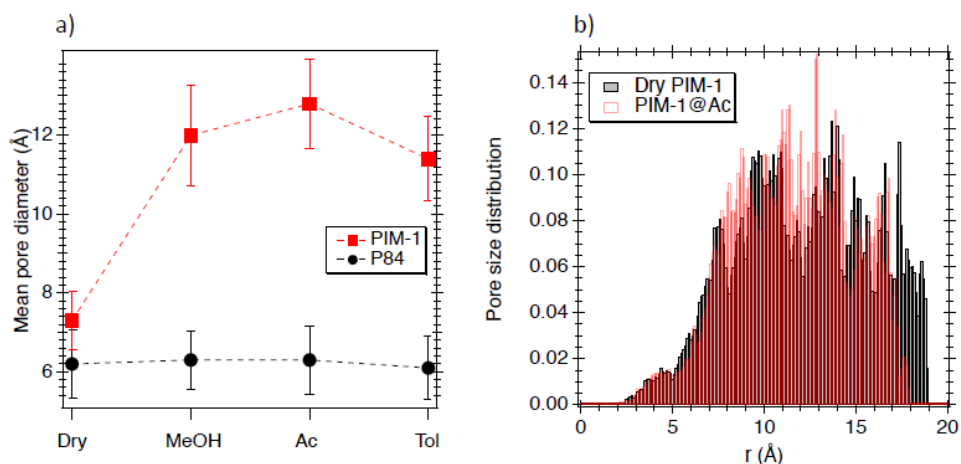 a)
Mean pore diameter (Å)
12
10
8
6
PIM-1
P84
Dry
MeOH
Ac
Tol
b)
Pore size distribution
0.14
0.12
0.10
0.08
0.06
0.04
0.02
0.00
Dry PIM-1
PIM-1@Ac
0
5
10
15
20
r (Å)